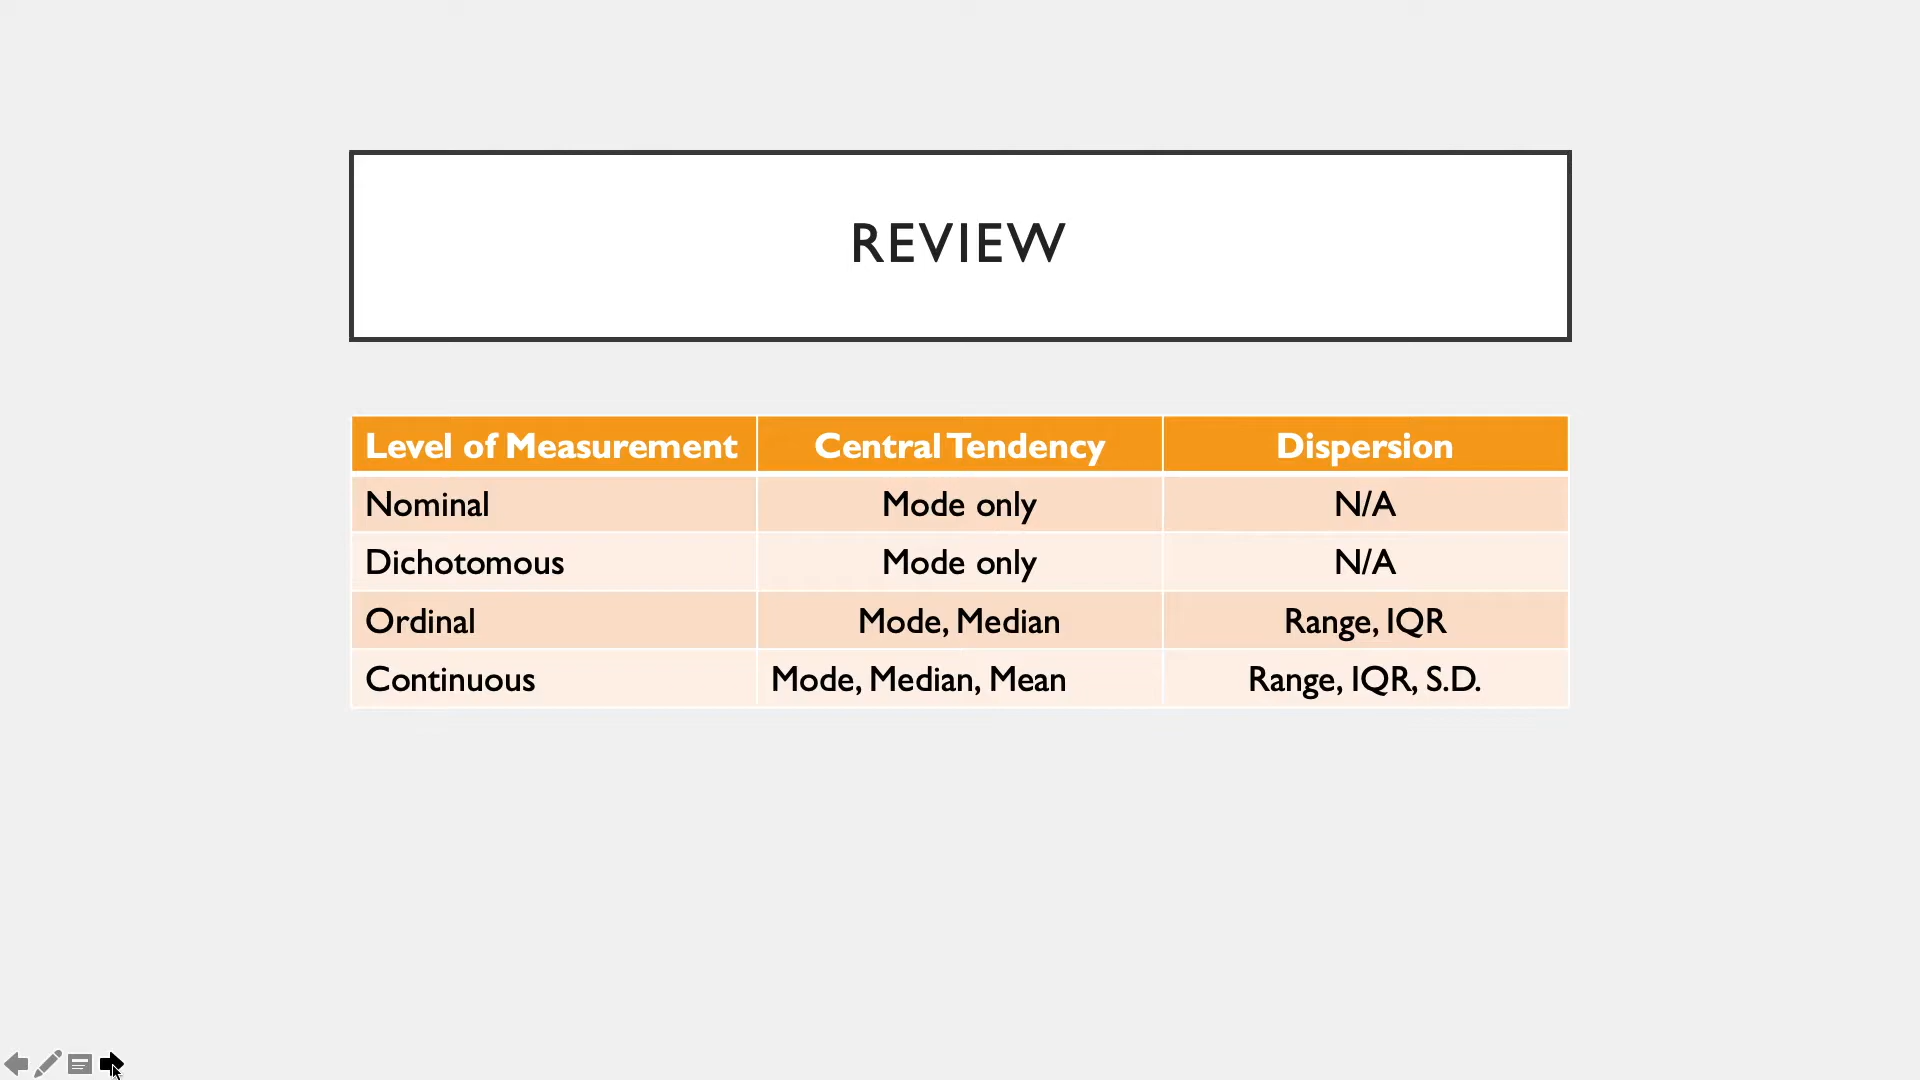 REVIEW
Level of Measurement Central Tendency Dispersion
Nominal Mode only N/A
Dichotomous Mode only N/A
Ordinal Mode, Median Range, IQR
Continuous Mode, Median, Mean Range, IQR, S.D.